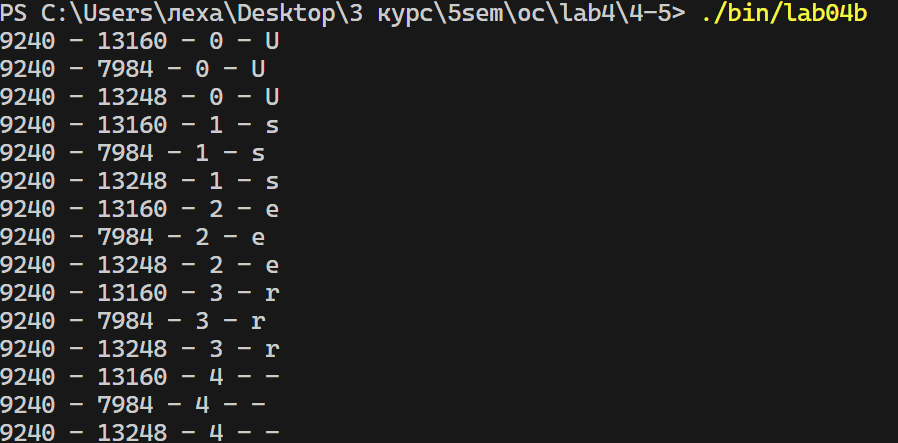 PS C:\Users\леха\Desktop\3 курс\5sem\ос\lab4\4-5> ./bin/lab04b
9240 - 13160 - 0 - U
9240 - 7984 - 0 - U
9240 - 13248 - 0 - U
9240 - 13160 - 1 - s
9240 - 7984 - 1 - s
9240 - 13248 - 1 - s
9240 - 13160 - 2 - e
9240 - 7984 - 2 - e
9240 - 13248 - 2 - e
9240 - 13160 - 3 - r
9240 - 7984 - 3 - r
9240 - 13248 - 3 - r
9240 - 13160 - 4 - -
9240 - 7984 - 4 - -
9240 - 13248 - 4 - -